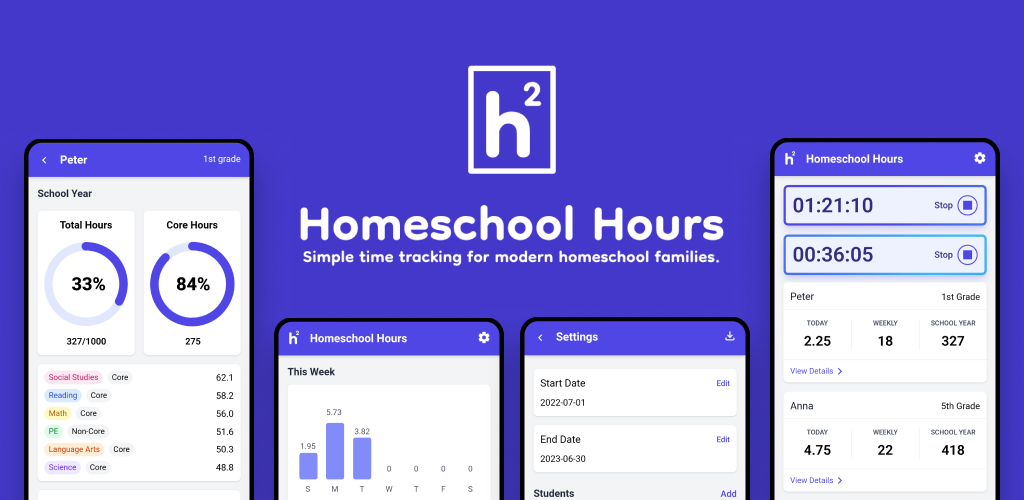 h2
Homeschool Hours
Simple time tracking for modern homeschool families.
Peter
1st grade
School Year
Total Hours
33%
327/1000
Core Hours
84%
275
Social Studies Core 62.1
Reading Core 58.2
Math Core 56.0
PE Non-Core 51.6
Language Arts Core 50.3
Science Core 48.8
h2 Homeschool Hours
This Week
1.95 5.73 3.82 0 0 0 0
S M T W T F S
Settings
Start Date Edit
2022-07-01
End Date Edit
2023-06-30
Students Add
h2 Homeschool Hours
01:21:10 Stop
00:36:05 Stop
Peter 1st Grade
TODAY WEEKLY SCHOOL YEAR
2.25 18 327
View Details
Anna 5th Grade
TODAY WEEKLY SCHOOL YEAR
4.75 22 418
View Details